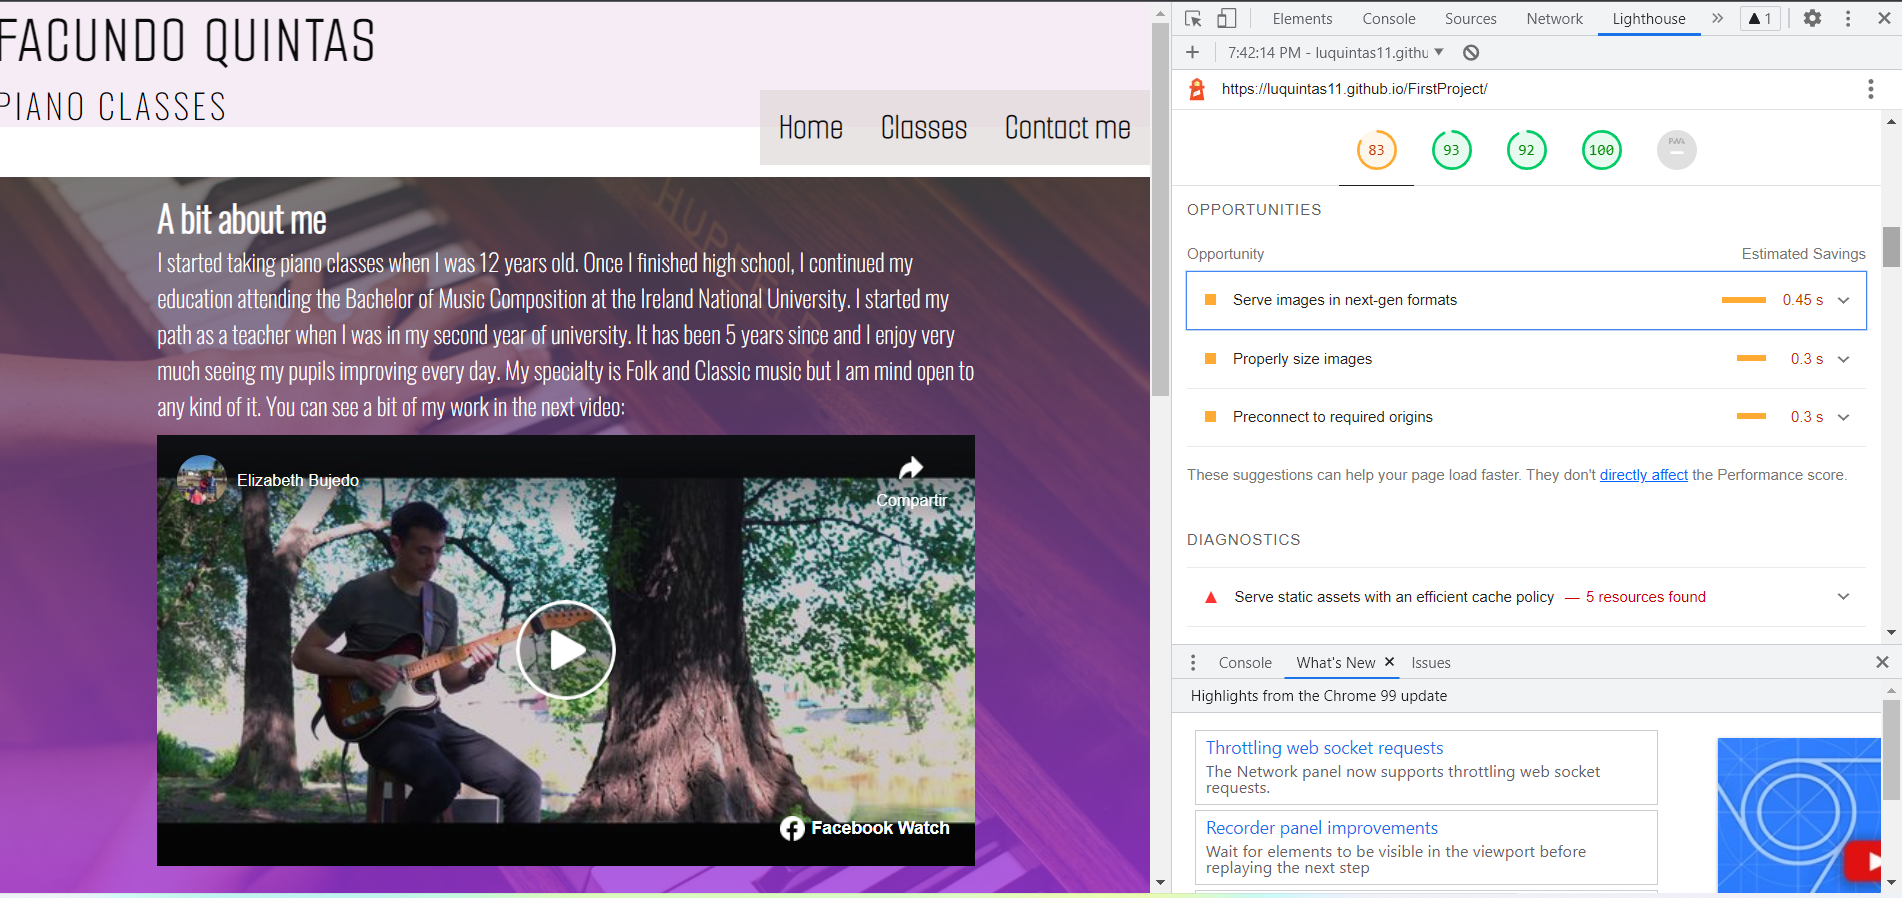 FACUNDO QUINTAS
PIANO CLASSES
Home Classes Contact me
A bit about me
I started taking piano classes when I was 12 years old. Once I finished high school, I continued my
education attending the Bachelor of Music Composition at the Ireland National University. I started my
path as a teacher when I was in my second year of university. It has been 5 years since and I enjoy very
much seeing my pupils improving every day. My specialty is Folk and Classic music but I am mind open to
any kind of it. You can see a bit of my work in the next video:
Elizabeth Bujedo
Compartir
Facebook Watch
Elements Console Sources Network Lighthouse 1
7:42:14 PM - luquintas11.githu
https://luquintas11.github.io/FirstProject/
83 93 92 100 PWA
OPPORTUNITIES
Opportunity Estimated Savings
Serve images in next-gen formats 0.45 s
Properly size images 0.3 s
Preconnect to required origins 0.3 s
These suggestions can help your page load faster. They don't directly affect the Performance score.
DIAGNOSTICS
Serve static assets with an efficient cache policy — 5 resources found
Console What's New Issues
Highlights from the Chrome 99 update
Throttling web socket requests
The Network panel now supports throttling web socket
requests.
Recorder panel improvements
Wait for elements to be visible in the viewport before
replaying the next step